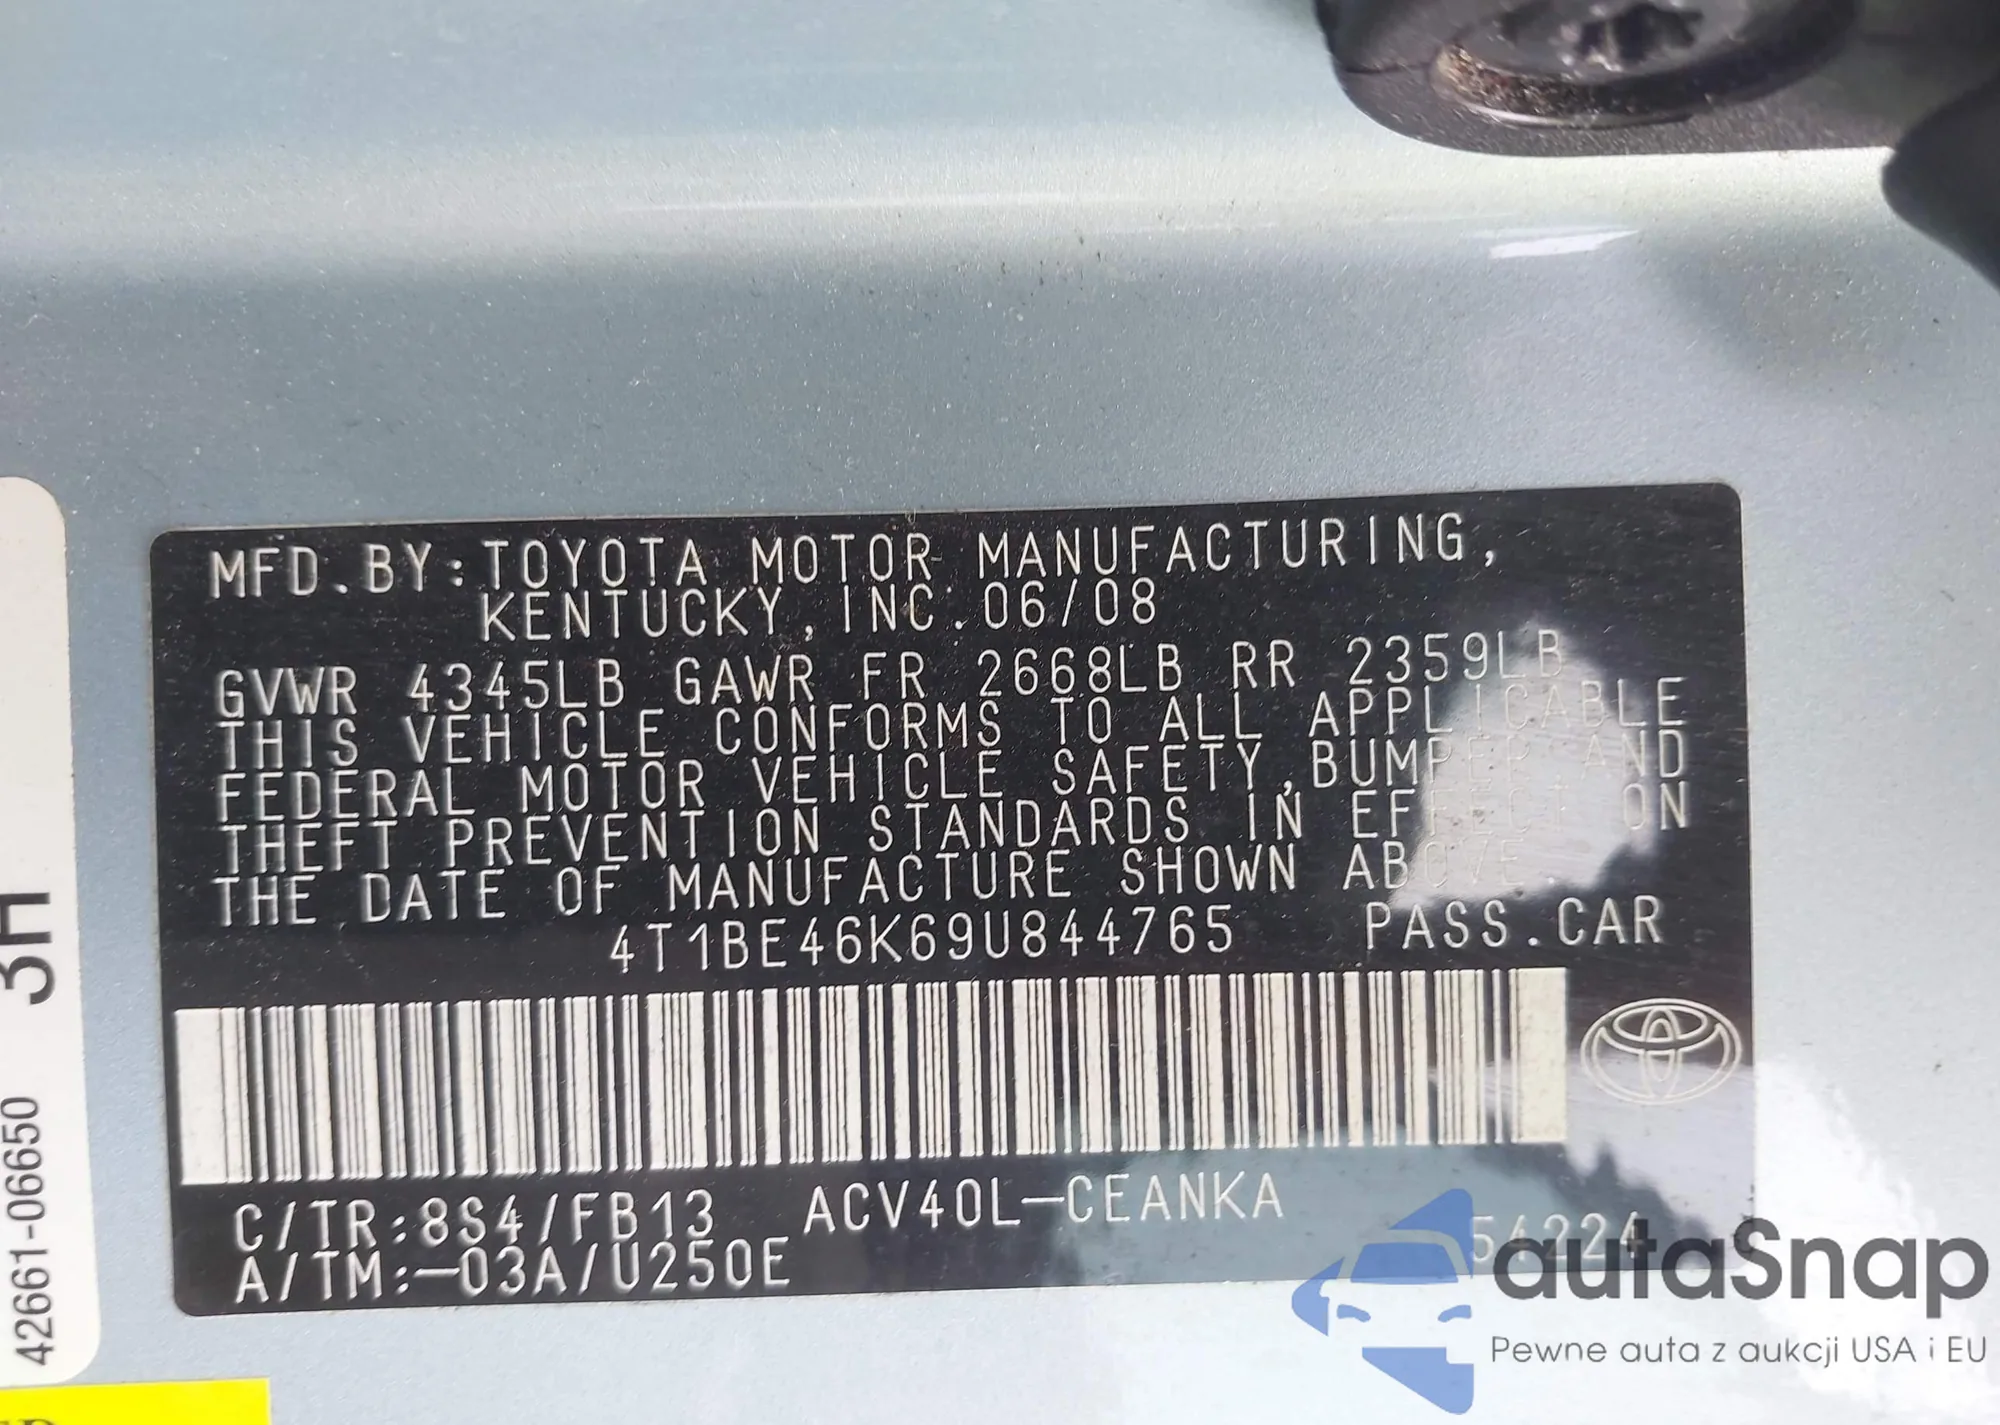 MFD.BY:TOYOTA MOTOR MANUFACTURING,
KENTUCKY, INC.06/08
GVWR 4345LB GAWR FR 2668LB RR 2359LB
THIS VEHICLE CONFORMS TO ALL APPLICABLE
FEDERAL MOTOR VEHICLE SAFETY,BUMPER AND
THEFT PREVENTION STANDARDS IN EFFECT ON
THE DATE OF MANUFACTURE SHOWN ABOVE.
4T1BE46K69U844765 PASS.CAR
C/TR:8S4/FB13 ACV40L-CEANKA
A/TM:-03A/U250E 54224
3H
42661-06650
autaSnap
Pewne auta z aukcji USA i EU